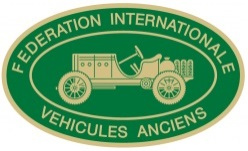 FEDERATION INTERNATIONALE
VEHICULES ANCIENS